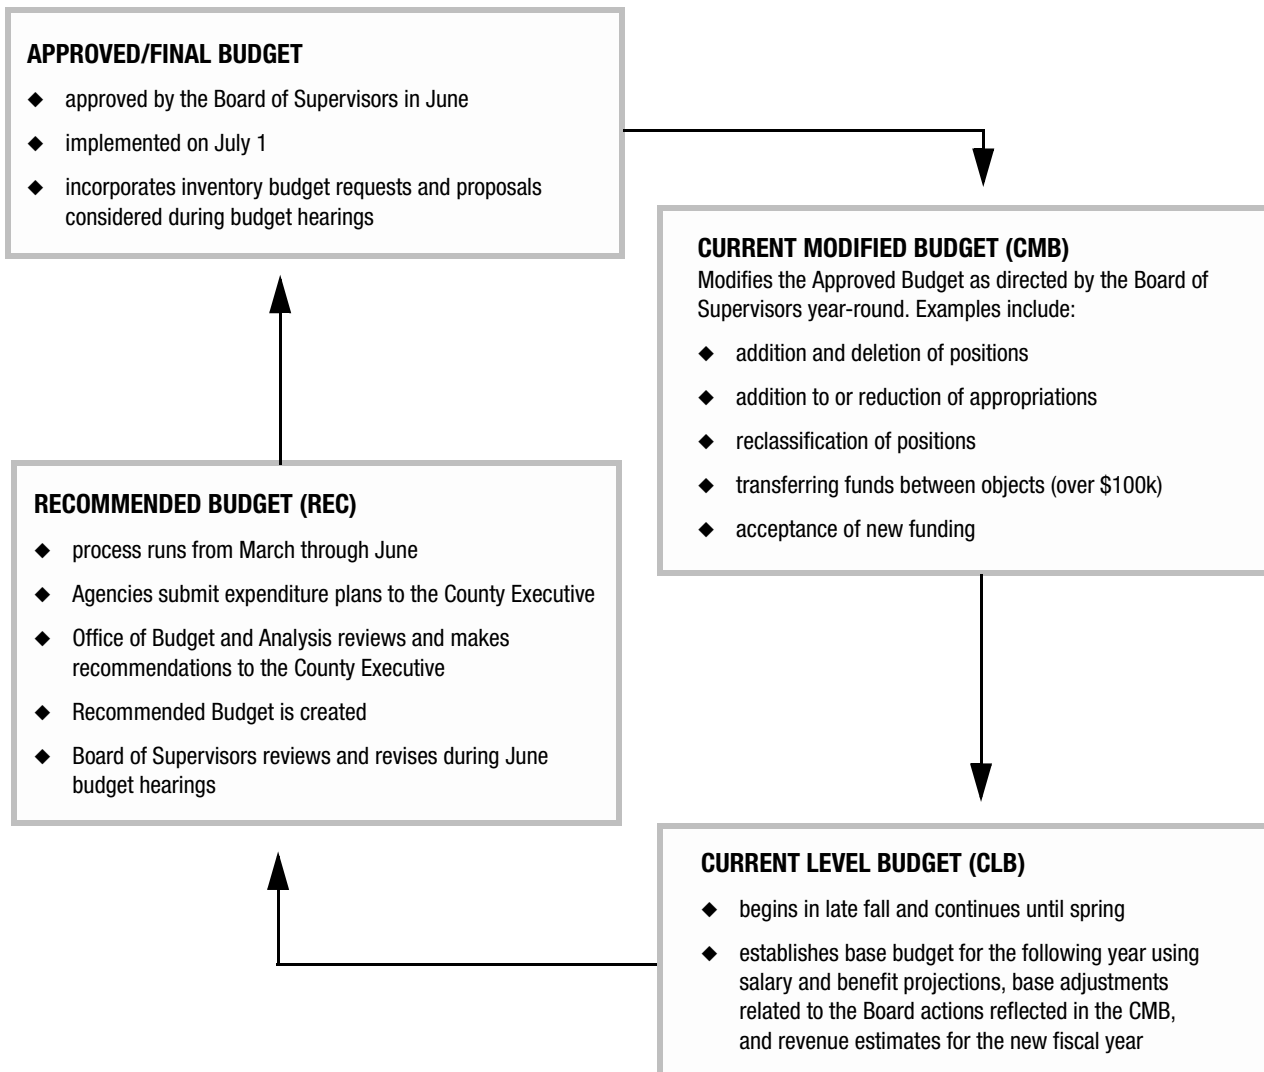 APPROVED/FINAL BUDGET
◆ approved by the Board of Supervisors in June
◆ implemented on July 1
◆ incorporates inventory budget requests and proposals
considered during budget hearings
CURRENT MODIFIED BUDGET (CMB)
Modifies the Approved Budget as directed by the Board of
Supervisors year-round. Examples include:
◆ addition and deletion of positions
◆ addition to or reduction of appropriations
◆ reclassification of positions
◆ transferring funds between objects (over $100k)
◆ acceptance of new funding
CURRENT LEVEL BUDGET (CLB)
◆ begins in late fall and continues until spring
◆ establishes base budget for the following year using
salary and benefit projections, base adjustments
related to the Board actions reflected in the CMB,
and revenue estimates for the new fiscal year
RECOMMENDED BUDGET (REC)
◆ process runs from March through June
◆ Agencies submit expenditure plans to the County Executive
◆ Office of Budget and Analysis reviews and makes
recommendations to the County Executive
◆ Recommended Budget is created
◆ Board of Supervisors reviews and revises during June
budget hearings